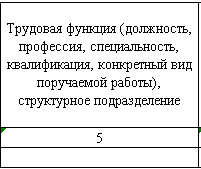 Трудовая функция (должность,
профессия, специальность,
квалификация, конкретный вид
поручаемой работы),
структурное подразделение
5